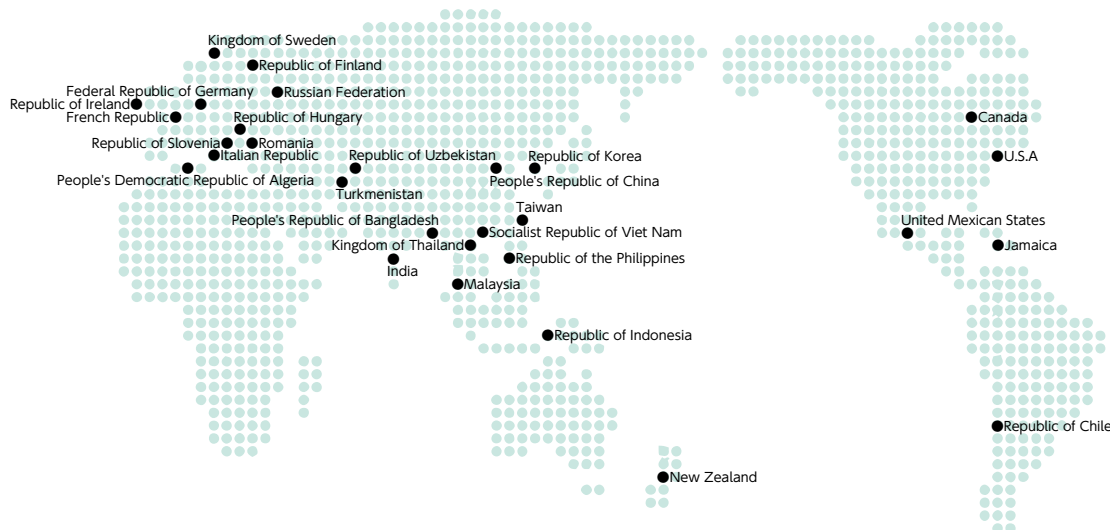 Kingdom of Sweden
Republic of Finland
Federal Republic of Germany
Russian Federation
Republic of Ireland
French Republic
Canada
Republic of Hungary
Republic of Slovenia
Romania
Italian Republic
Republic of Uzbekistan
Republic of Korea
U.S.A
People's Democratic Republic of Algeria
People's Republic of China
Turkmenistan
Taiwan
People's Republic of Bangladesh
United Mexican States
Socialist Republic of Viet Nam
Kingdom of Thailand
Jamaica
Republic of the Philippines
India
Malaysia
Republic of Indonesia
Republic of Chile
New Zealand